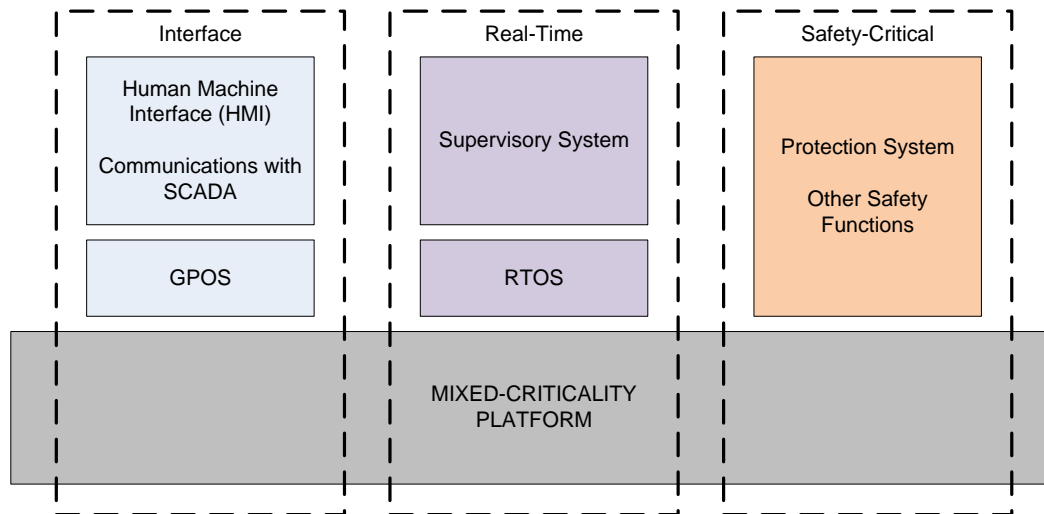 Interface
Human Machine
Interface (HMI)
Communications with
SCADA
GPOS
Real-Time
Supervisory System
RTOS
Safety-Critical
Protection System
Other Safety
Functions
MIXED-CRITICALITY
PLATFORM